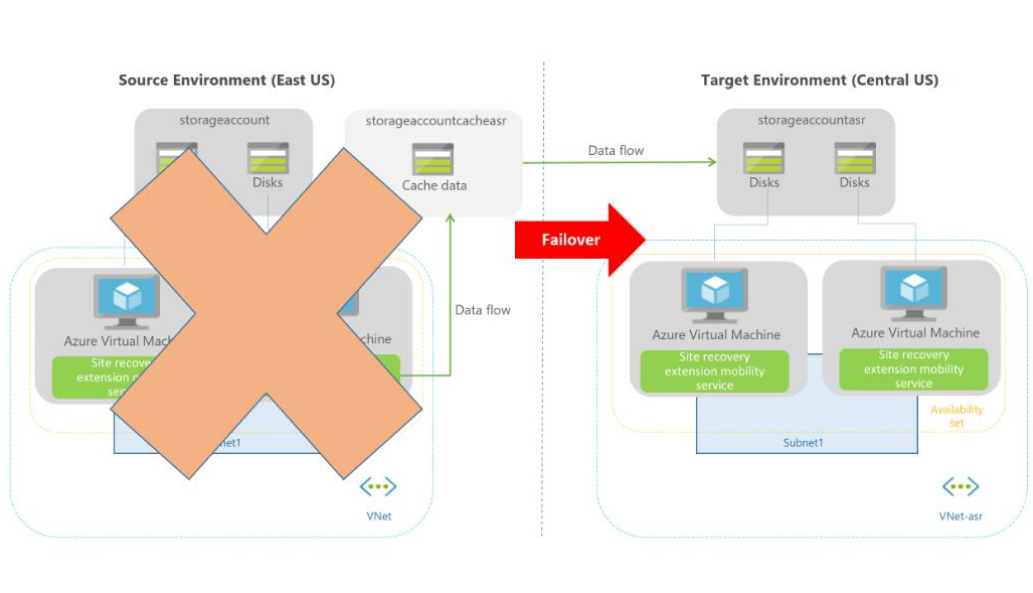 Source Environment (East US)
Target Environment (Central US)
storageaccount
storageaccountcacheasr
storageaccountasr
Disks
Cache data
Data flow
Disks
Disks
Failover
Data flow
Azure Virtual
Azure Virtual Machine
Azure Virtual Machine
Site
extension
Site recovery
extension mobility
service
Site recovery
extension mobility
service
Availability
set
Subnet1
VNet
VNet-asr